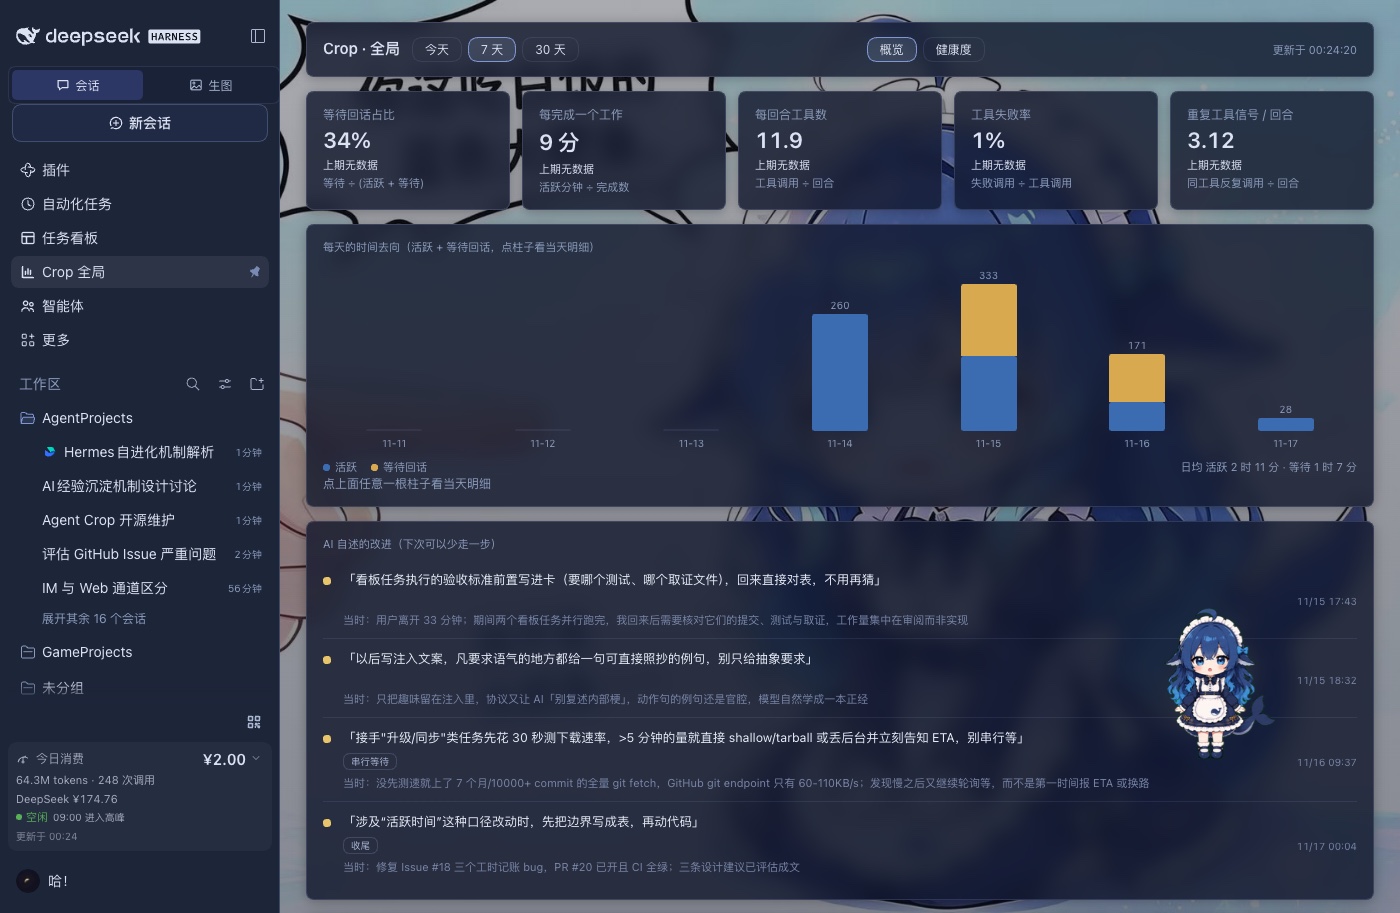 deepseek HARNESS
会话
生图
新会话
插件
自动化任务
任务看板
Crop 全局
智能体
更多
工作区
AgentProjects
Hermes 自进化机制解析 1分钟
AI 经验沉淀机制设计讨论 1分钟
Agent Crop 开源维护 1分钟
评估 GitHub Issue 严重问题 2分钟
IM 与 Web 通道区分 56分钟
展开其余 16 个会话
GameProjects
未分组
今日消费 ¥2.00
64.3M tokens · 248 次调用
DeepSeek ¥174.76
空闲 09:00 进入高峰
更新于 00:24
哈！
Crop · 全局 今天 7 天 30 天 概览 健康度 更新于 00:24:20
等待回话占比
34%
上期无数据
等待 ÷ (活跃 + 等待)
每完成一个工作
9 分
上期无数据
活跃分钟 ÷ 完成数
每回合工具数
11.9
上期无数据
工具调用 ÷ 回合
工具失败率
1%
上期无数据
失败调用 ÷ 工具调用
重复工具信号 / 回合
3.12
上期无数据
同工具反复调用 ÷ 回合
每天的时间去向（活跃 + 等待回话，点柱子看当天明细）
260
333
171
28
11-11 11-12 11-13 11-14 11-15 11-16 11-17
活跃 等待回话 日均 活跃 2 时 11 分 · 等待 1 时 7 分
点上面任意一根柱子看当天明细
AI 自述的改进（下次可以少走一步）
「看板任务执行的验收标准前置写进卡（要哪个测试、哪个取证文件），回来直接对表，不用再猜」
11/15 17:43
当时：用户离开 33 分钟；期间两个看板任务并行跑完，我回来后需要核对它们的提交、测试与取证，工作量集中在审阅而非实现
「以后写注入文案，凡要求语气的地方都给一句可直接照抄的例句，别只给抽象要求」
11/15 18:32
当时：只把趣味留在注入里，协议又让 AI「别复述内部梗」，动作句的例句还是官腔，模型自然学成一本正经
「接手"升级/同步"类任务先花 30 秒测下载速率，>5 分钟的量就直接 shallow/tarball 或丢后台并立刻告知 ETA，别串行等」
串行等待
11/16 09:37
当时：没先测速就上了 7 个月/10000+ commit 的全量 git fetch，GitHub git endpoint 只有 60-110KB/s；发现慢之后又继续轮询等，而不是第一时间报 ETA 或换路
「涉及“活跃时间”这种口径改动时，先把边界写成表，再动代码」
收尾
11/17 00:04
当时：修复 Issue #18 三个工时记账 bug，PR #20 已开且 CI 全绿；三条设计建议已评估成文